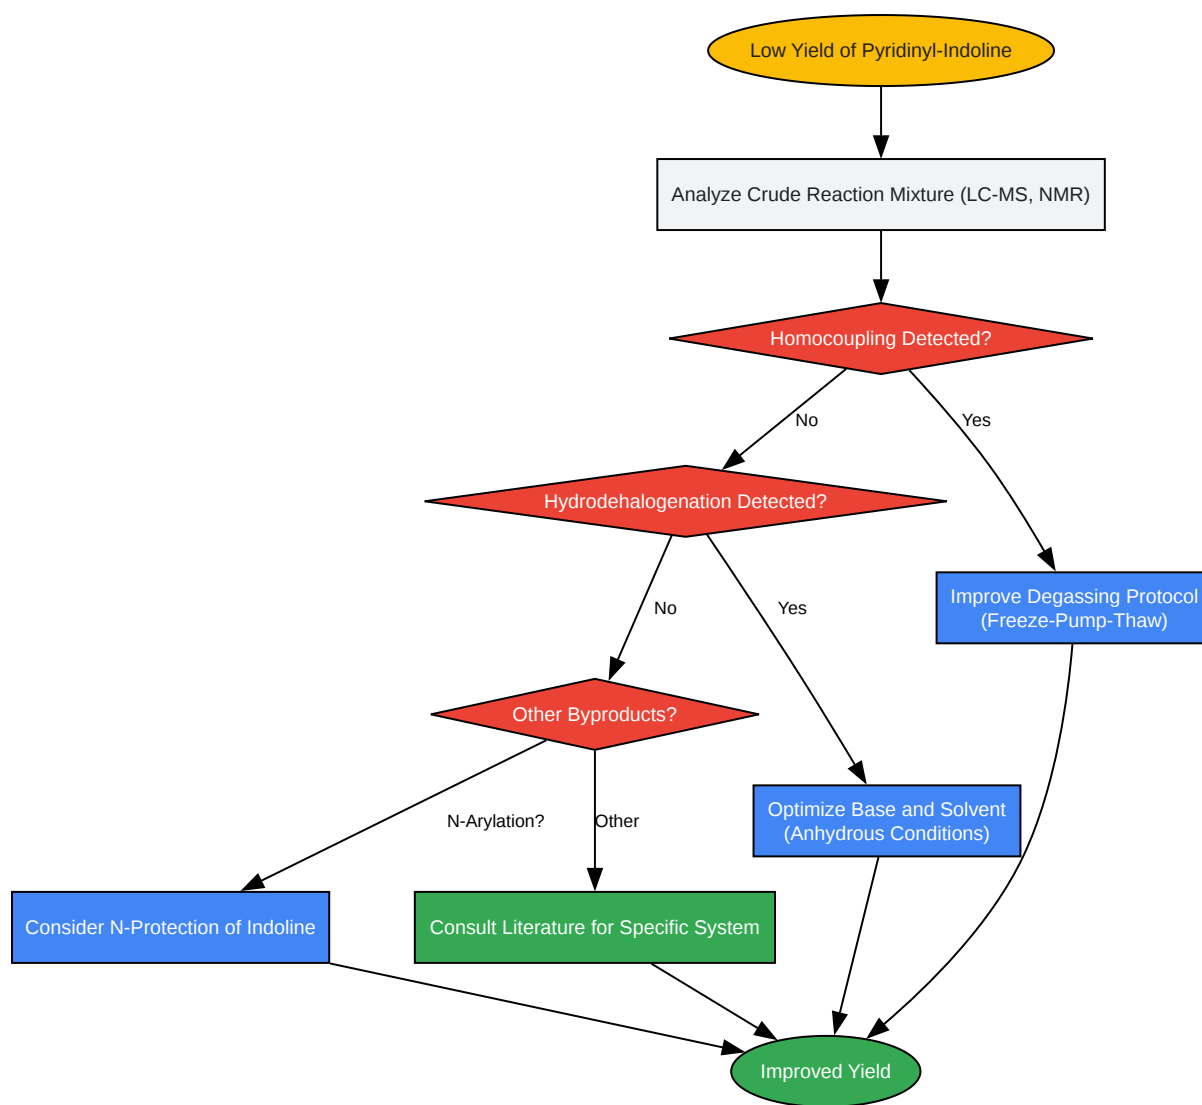 Low Yield of Pyridinyl-Indoline
Analyze Crude Reaction Mixture (LC-MS, NMR)
Homocoupling Detected?
No
Yes
Hydrodehalogenation Detected?
Improve Degassing Protocol
(Freeze-Pump-Thaw)
No
Yes
Other Byproducts?
Optimize Base and Solvent
(Anhydrous Conditions)
N-Arylation?
Other
Consider N-Protection of Indoline
Consult Literature for Specific System
Improved Yield